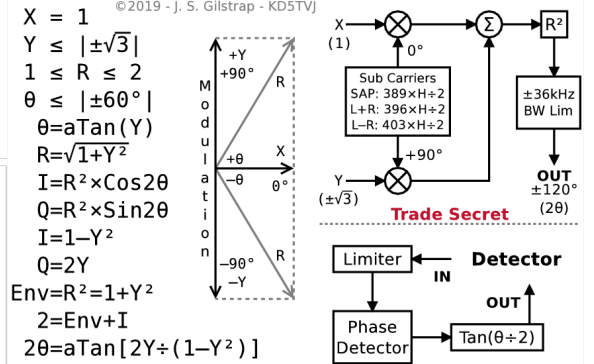 ©2019 - J. S. Gilstrap - KD5TVJ
X = 1
Y ≤ |±√3|
1 ≤ R ≤ 2
θ ≤ |±60°|
θ=aTan(Y)
R=√1+Y²
I=R²×Cos2θ
Q=R²×Sin2θ
I=1–Y²
Q=2Y
Env=R²=1+Y²
2=Env+I
2θ=aTan[2Y÷(1–Y²)]
Modulation
+Y
+90°
R
+θ
X
–θ
0°
–90°
R
–Y
X
(1)
Σ
R²
0°
Sub Carriers
SAP: 389×H÷2
L+R: 396×H÷2
L–R: 403×H÷2
±36kHz
BW Lim
+90°
Y
(±√3)
OUT
±120°
(2θ)
Trade Secret
Limiter
IN
Detector
OUT
Phase
Detector
Tan(θ÷2)